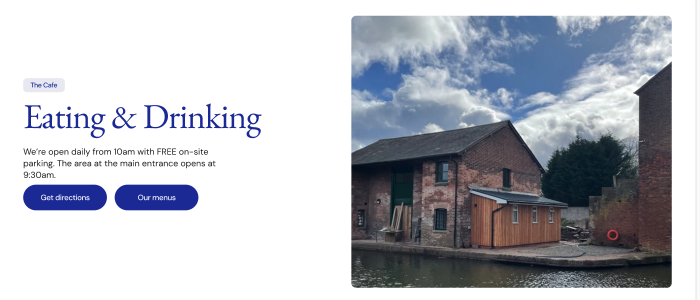 The Cafe
Eating & Drinking
We're open daily from 10am with FREE on-site
parking. The area at the main entrance opens at
9:30am.
Get directions
Our menus